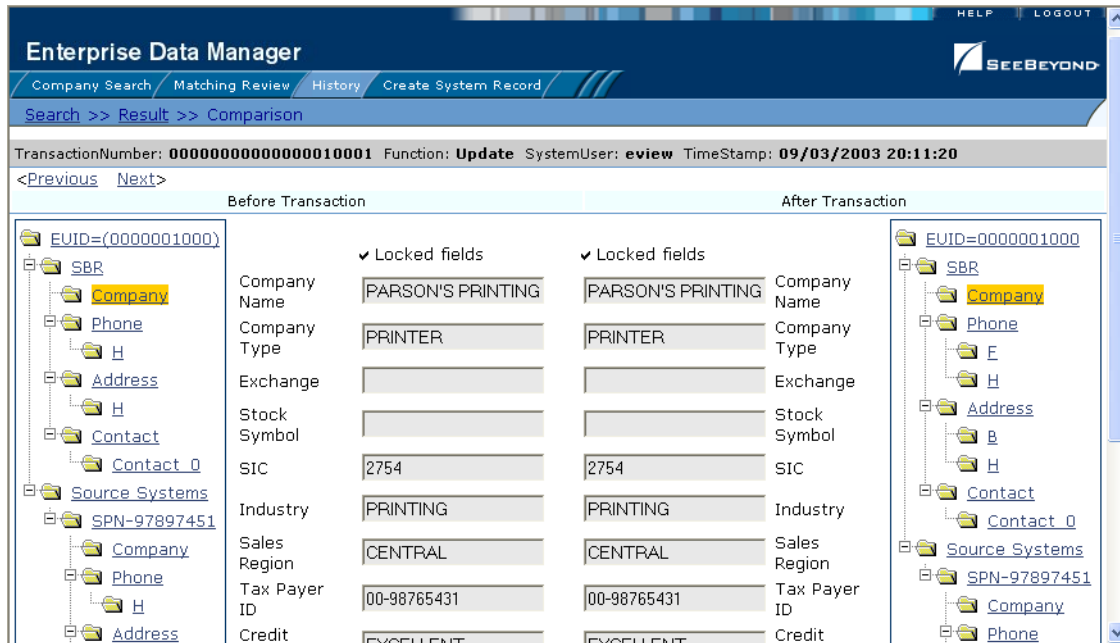 HELP LOGOUT
Enterprise Data Manager
SEEBEYOND
Company Search Matching Review History Create System Record
Search >> Result >> Comparison
TransactionNumber: 00000000000000010001 Function: Update SystemUser: eview TimeStamp: 09/03/2003 20:11:20
<Previous Next>
Before Transaction After Transaction
EUID=(0000001000)
SBR
Company
Phone
H
Address
H
Contact
Contact_0
Source Systems
SPN-97897451
Company
Phone
H
Address
✓ Locked fields ✓ Locked fields
Company Name PARSON'S PRINTING PARSON'S PRINTING Company Name
Company Type PRINTER PRINTER Company Type
Exchange Exchange
Stock Symbol Stock Symbol
SIC 2754 2754 SIC
Industry PRINTING PRINTING Industry
Sales Region CENTRAL CENTRAL Sales Region
Tax Payer ID 00-98765431 00-98765431 Tax Payer ID
Credit EXCELLENT EXCELLENT Credit
EUID=0000001000
SBR
Company
Phone
F
H
Address
B
H
Contact
Contact_0
Source Systems
SPN-97897451
Company
Phone